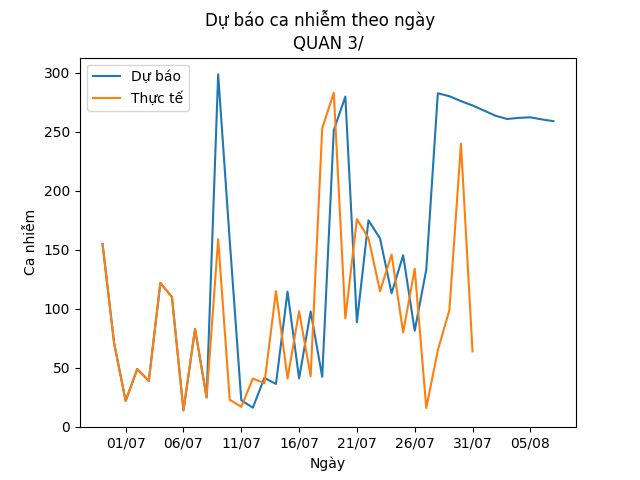 Dự báo ca nhiễm theo ngày
QUAN 3/
Dự báo
Thực tế
300
250
200
150
100
50
0
Ca nhiễm
01/07 06/07 11/07 16/07 21/07 26/07 31/07 05/08
Ngày